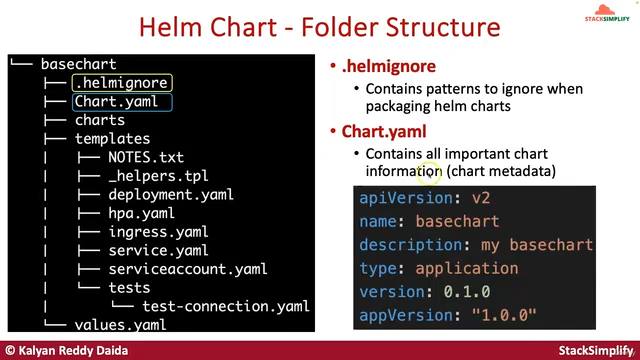 STACKSIMPLIFY
Helm Chart - Folder Structure
└── basechart
├── .helmignore
├── Chart.yaml
├── charts
├── templates
│ ├── NOTES.txt
│ ├── _helpers.tpl
│ ├── deployment.yaml
│ ├── hpa.yaml
│ ├── ingress.yaml
│ ├── service.yaml
│ ├── serviceaccount.yaml
│ └── tests
│ └── test-connection.yaml
└── values.yaml
• .helmignore
• Contains patterns to ignore when
packaging helm charts
• Chart.yaml
• Contains all important chart
information (chart metadata)
apiVersion: v2
name: basechart
description: my basechart
type: application
version: 0.1.0
appVersion: "1.0.0"
© Kalyan Reddy Daida
StackSimplify